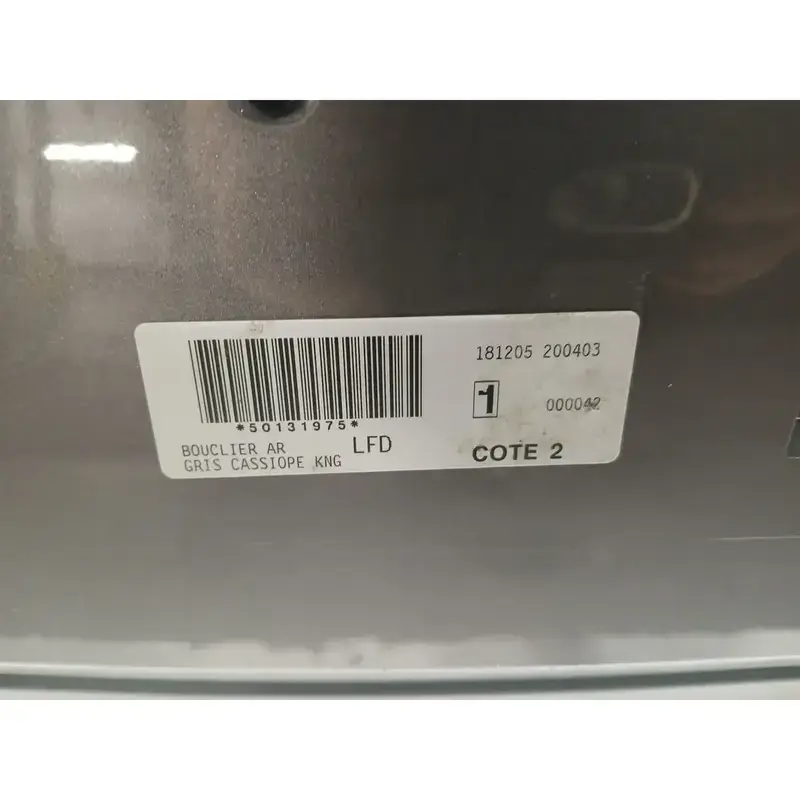 *50131975*
BOUCLIER AR LFD
GRIS CASSIOPE KNG
181205 200403
1 000042
COTE 2